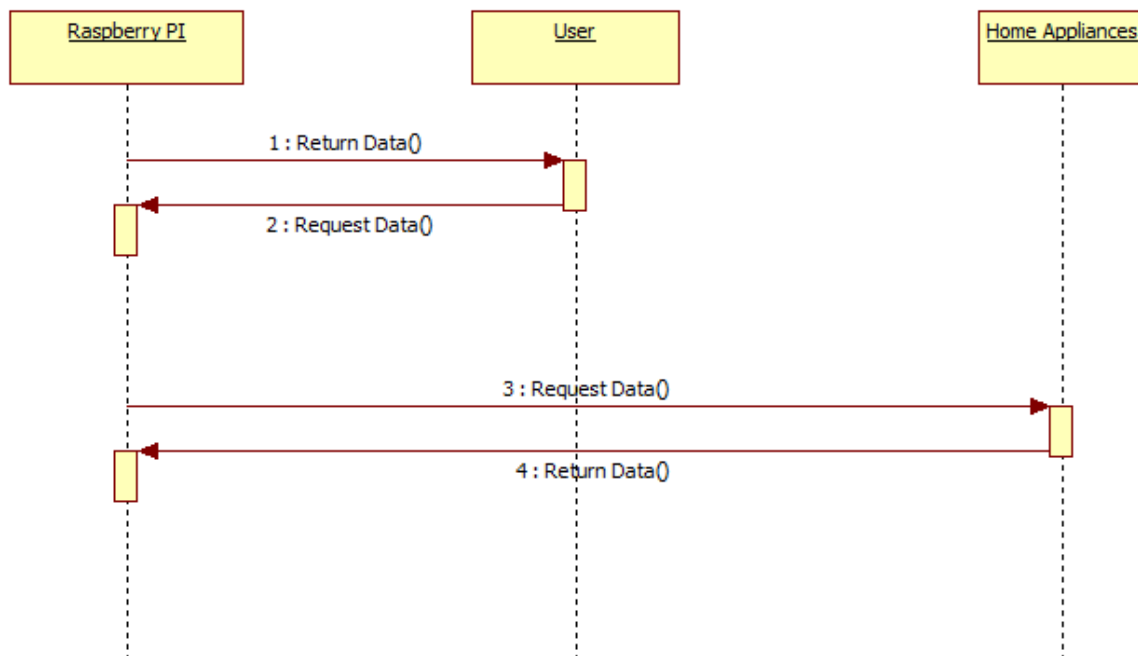 Raspberry PI
User
Home Appliances
1 : Return Data()
2 : Request Data()
3 : Request Data()
4 : Return Data()